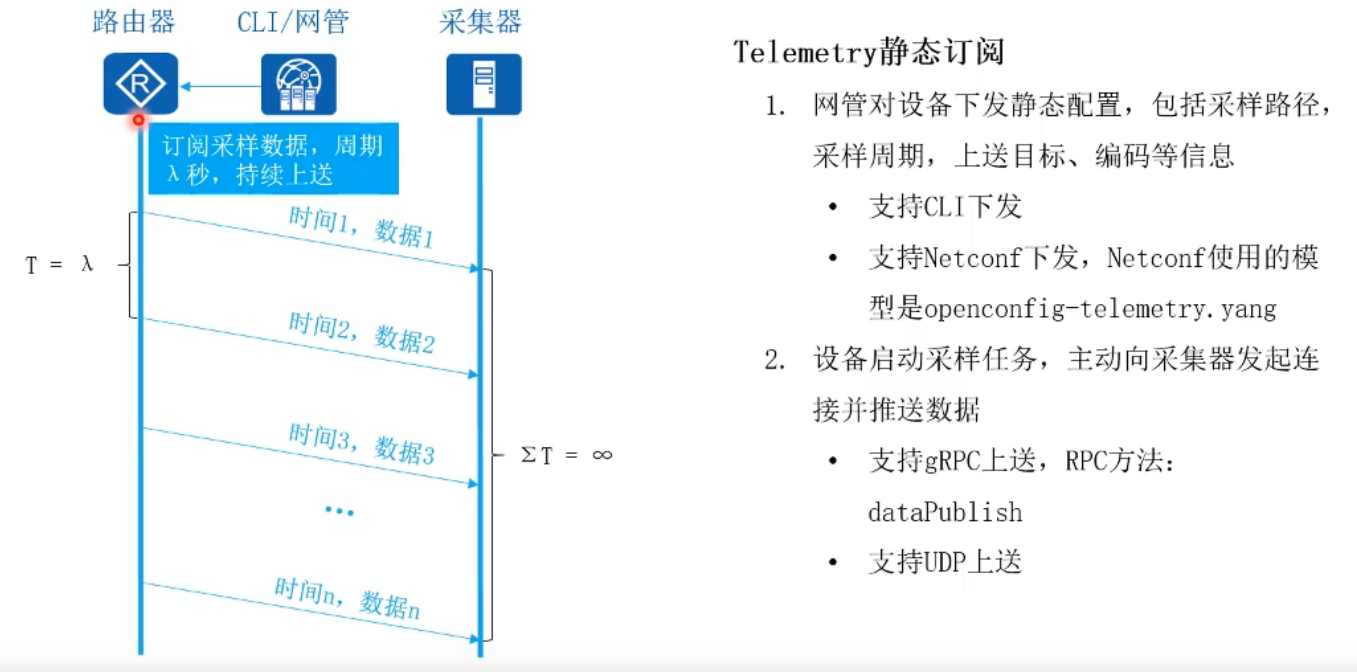 路由器
CLI/网管
采集器
R
订阅采样数据，周期
λ秒，持续上送
时间1，数据1
T = λ
时间2，数据2
时间3，数据3
ΣT = ∞
...
时间n，数据n
Telemetry静态订阅
1. 网管对设备下发静态配置，包括采样路径，
采样周期，上送目标、编码等信息
• 支持CLI下发
• 支持Netconf下发，Netconf使用的模
型是openconfig-telemetry.yang
2. 设备启动采样任务，主动向采集器发起连
接并推送数据
• 支持gRPC上送，RPC方法：
dataPublish
• 支持UDP上送